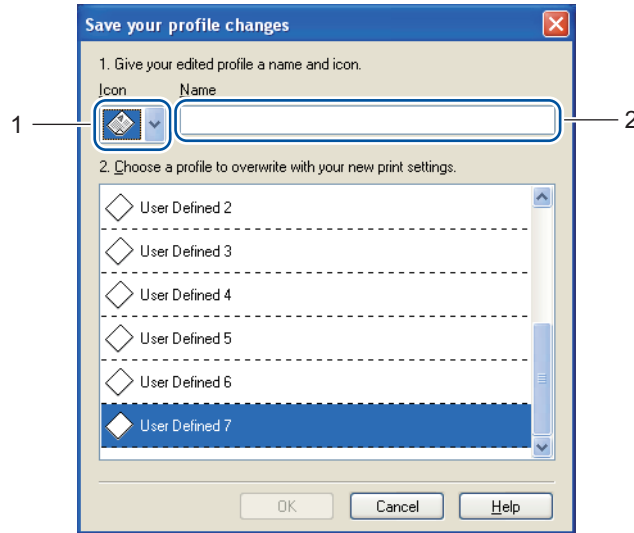 Save your profile changes
1. Give your edited profile a name and icon.
Icon Name
1
2
2. Choose a profile to overwrite with your new print settings.
User Defined 2
User Defined 3
User Defined 4
User Defined 5
User Defined 6
User Defined 7
OK Cancel Help